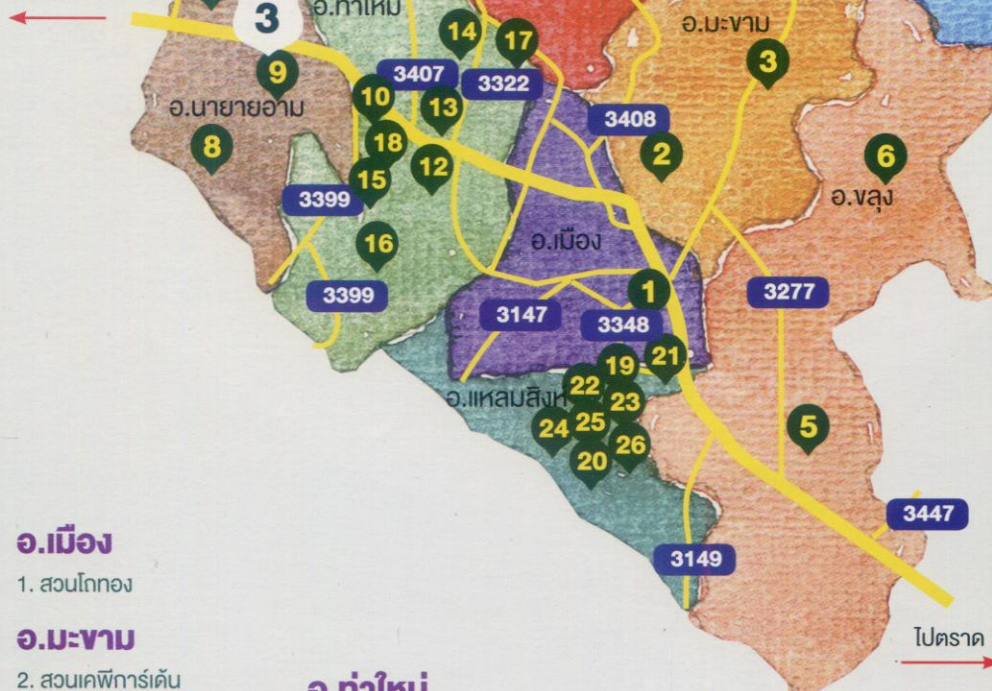 3
อ.ท่าใหม่
14
17
อ.มะขาม
3
9
3407
3322
10
13
อ.นายายอาม
3408
8
18
2
6
12
15
3399
อ.ขลุง
16
อ.เมือง
3399
1
3277
3147
3348
19
21
22
อ.แหลมสิงห์
23
24
25
5
26
20
3447
อ.เมือง
3149
1. สวนโถทอง
อ.มะขาม
ไปตราด
2. สวนเคพีการ์เด้น
อ.ท่าใหม่